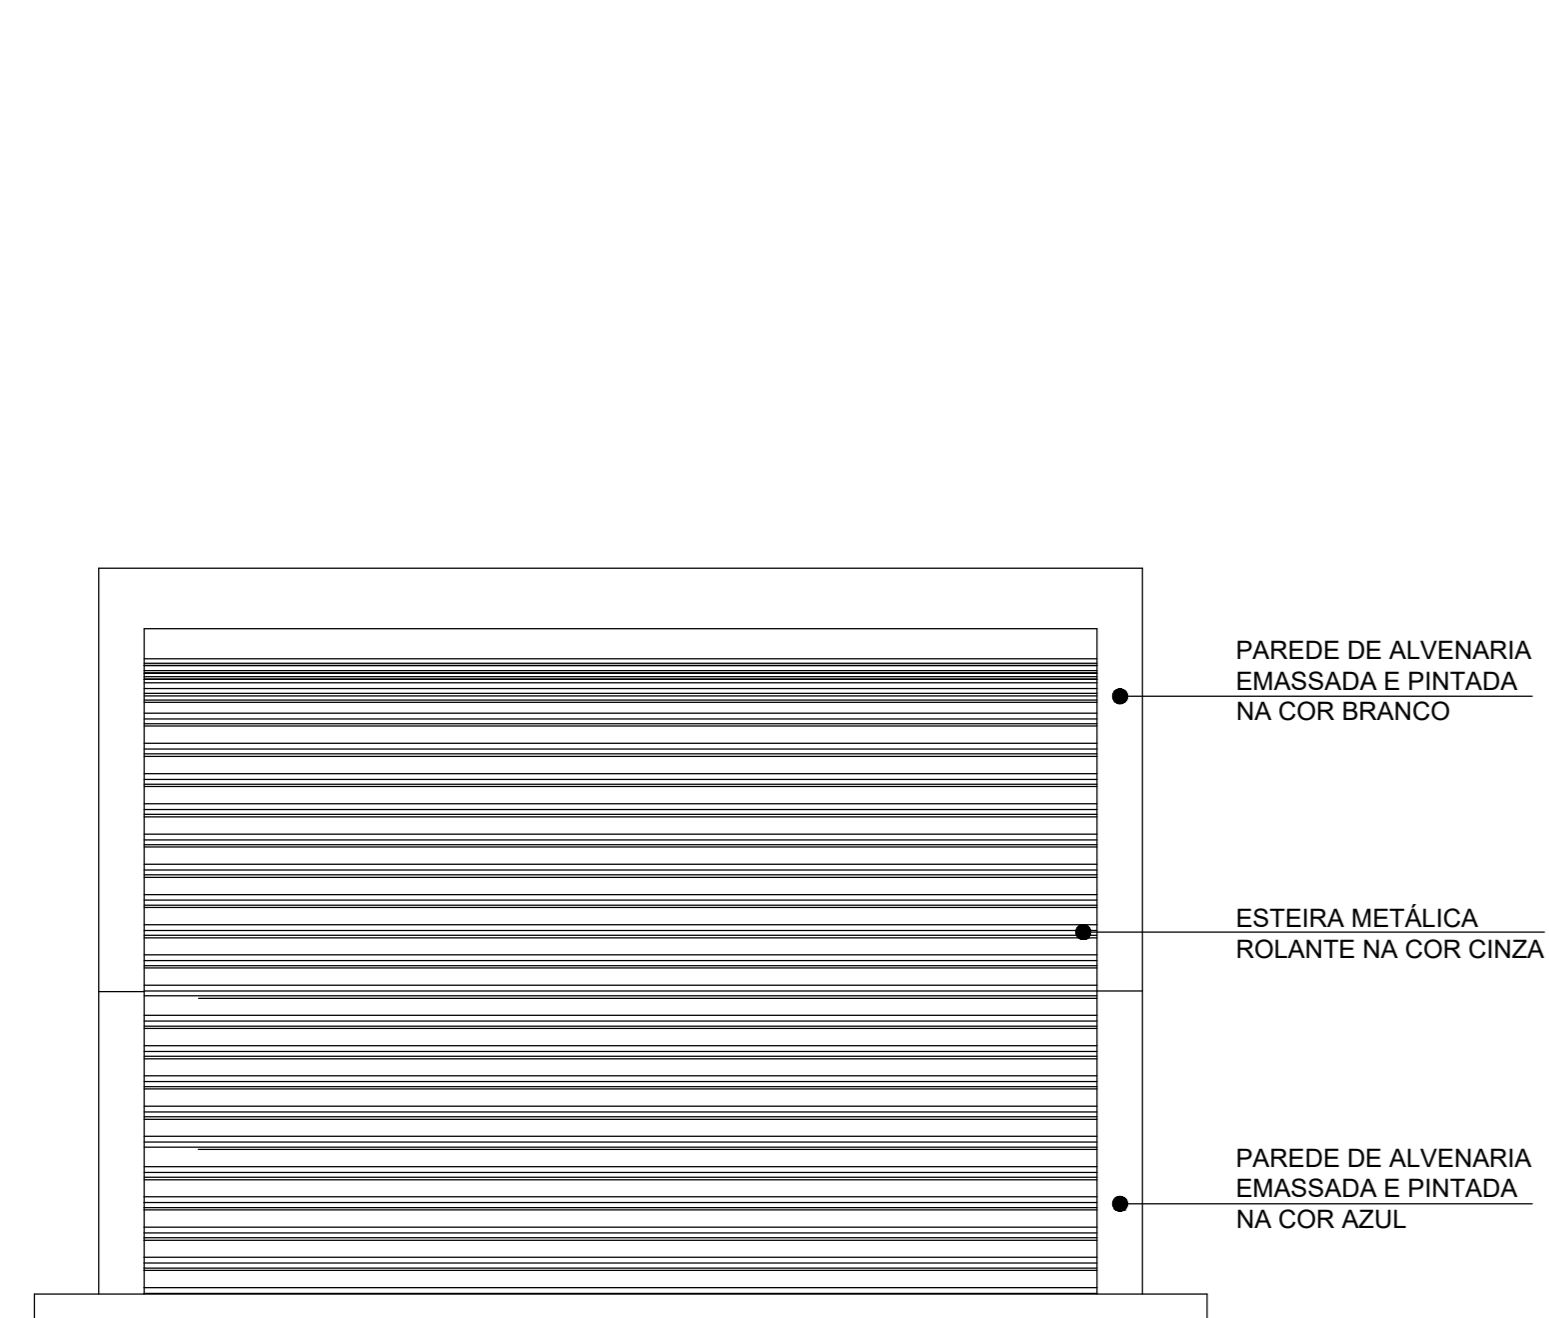 PAREDE DE ALVENARIA
EMASSADA E PINTADA
NA COR BRANCO
ESTEIRA METÁLICA
ROLANTE NA COR CINZA
PAREDE DE ALVENARIA
EMASSADA E PINTADA
NA COR AZUL